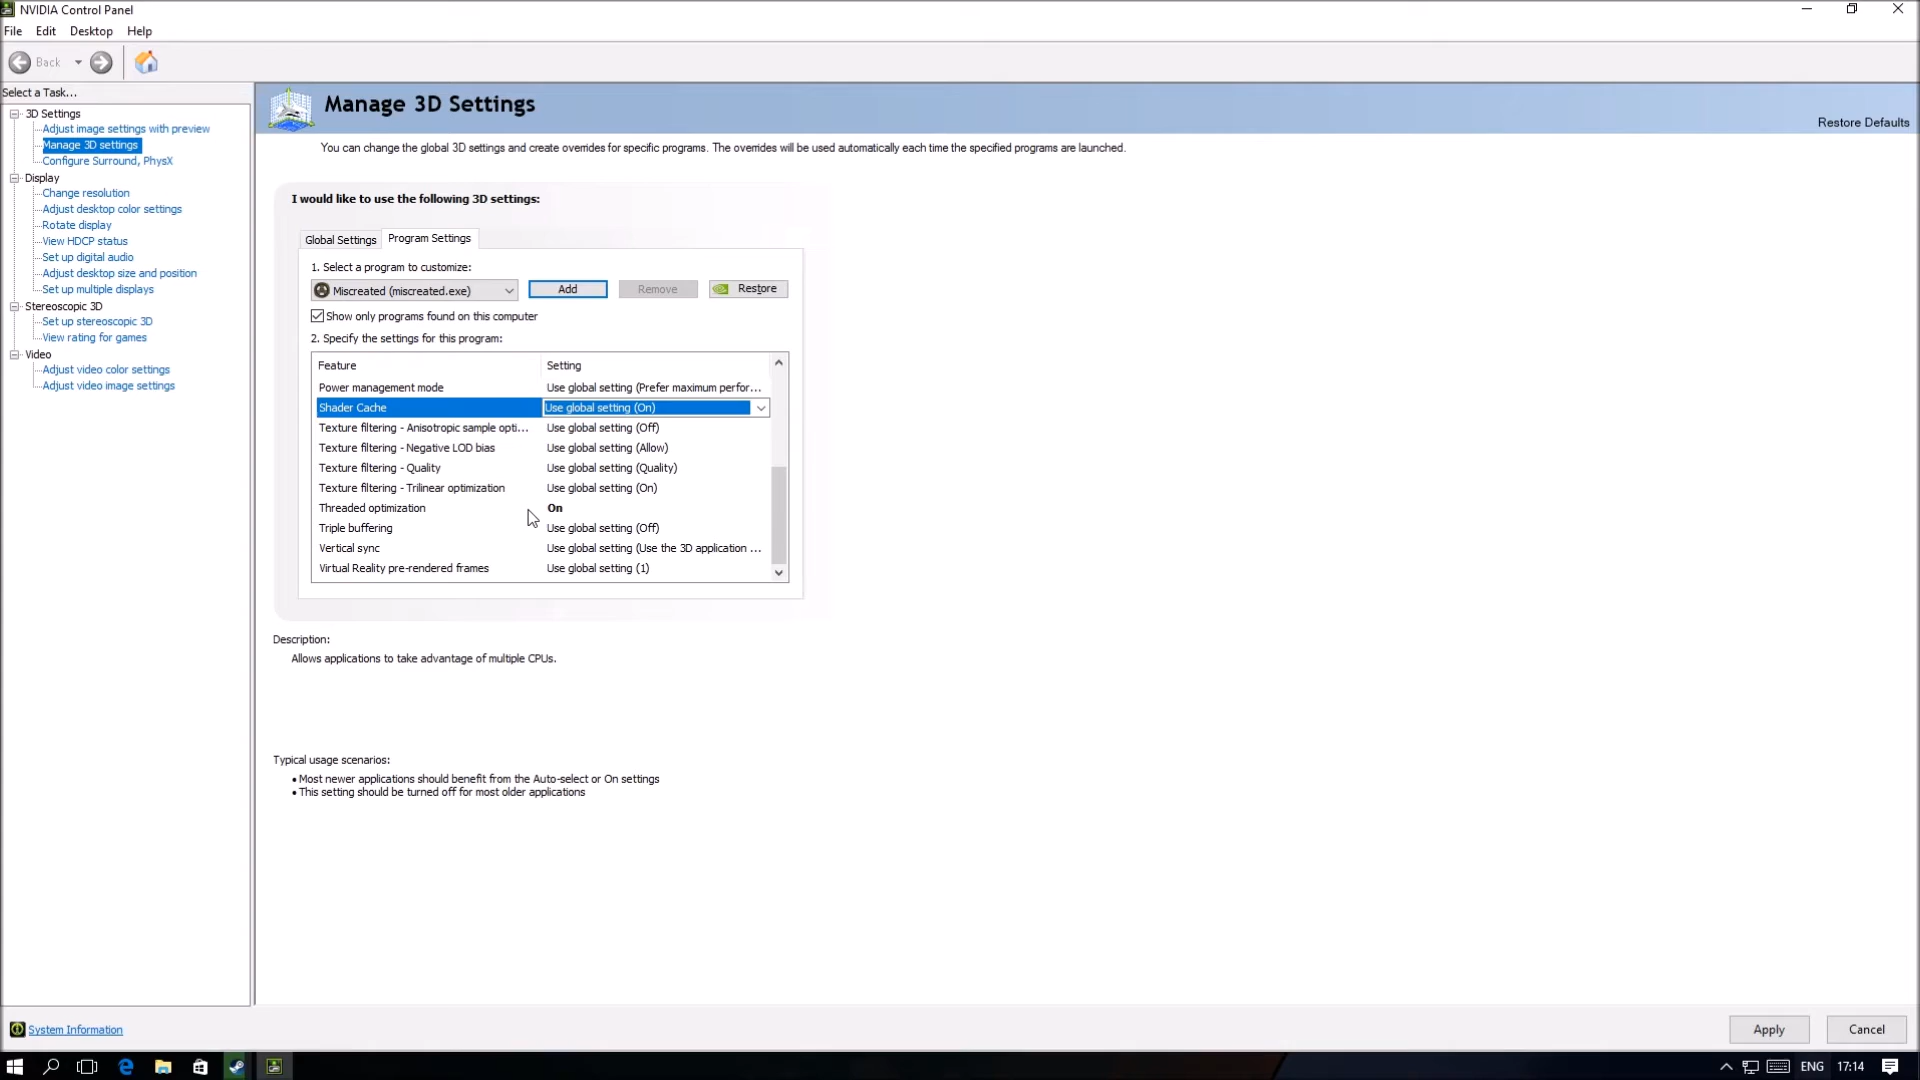 NVIDIA Control Panel
File Edit Desktop Help
Back
Select a Task...
3D Settings
Adjust image settings with preview
Manage 3D settings
Configure Surround, PhysX
Display
Change resolution
Adjust desktop color settings
Rotate display
View HDCP status
Set up digital audio
Adjust desktop size and position
Set up multiple displays
Stereoscopic 3D
Set up stereoscopic 3D
View rating for games
Video
Adjust video color settings
Adjust video image settings
System Information
Manage 3D Settings
Restore Defaults
You can change the global 3D settings and create overrides for specific programs. The overrides will be used automatically each time the specified programs are launched.
I would like to use the following 3D settings:
Global Settings Program Settings
1. Select a program to customize:
Miscreated (miscreated.exe) Add Remove Restore
Show only programs found on this computer
2. Specify the settings for this program:
Feature Setting
Power management mode Use global setting (Prefer maximum perfor...
Shader Cache Use global setting (On)
Texture filtering - Anisotropic sample opti... Use global setting (Off)
Texture filtering - Negative LOD bias Use global setting (Allow)
Texture filtering - Quality Use global setting (Quality)
Texture filtering - Trilinear optimization Use global setting (On)
Threaded optimization On
Triple buffering Use global setting (Off)
Vertical sync Use global setting (Use the 3D application ...
Virtual Reality pre-rendered frames Use global setting (1)
Description:
Allows applications to take advantage of multiple CPUs.
Typical usage scenarios:
• Most newer applications should benefit from the Auto-select or On settings
• This setting should be turned off for most older applications
Apply Cancel
ENG 17:14